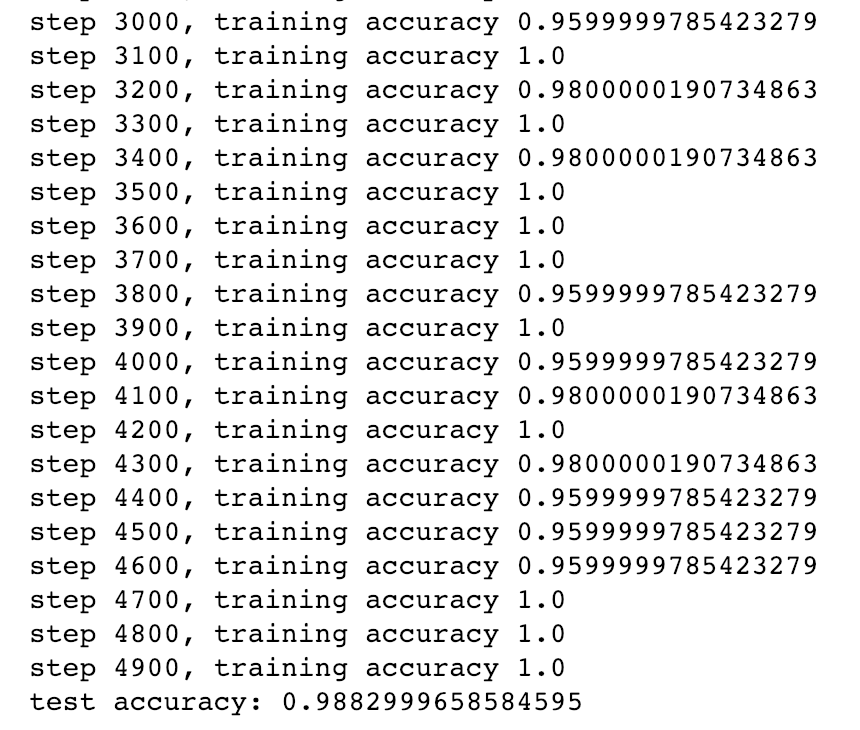 step 3000, training accuracy 0.9599999785423279
step 3100, training accuracy 1.0
step 3200, training accuracy 0.9800000190734863
step 3300, training accuracy 1.0
step 3400, training accuracy 0.9800000190734863
step 3500, training accuracy 1.0
step 3600, training accuracy 1.0
step 3700, training accuracy 1.0
step 3800, training accuracy 0.9599999785423279
step 3900, training accuracy 1.0
step 4000, training accuracy 0.9599999785423279
step 4100, training accuracy 0.9800000190734863
step 4200, training accuracy 1.0
step 4300, training accuracy 0.9800000190734863
step 4400, training accuracy 0.9599999785423279
step 4500, training accuracy 0.9599999785423279
step 4600, training accuracy 0.9599999785423279
step 4700, training accuracy 1.0
step 4800, training accuracy 1.0
step 4900, training accuracy 1.0
test accuracy: 0.9882999658584595